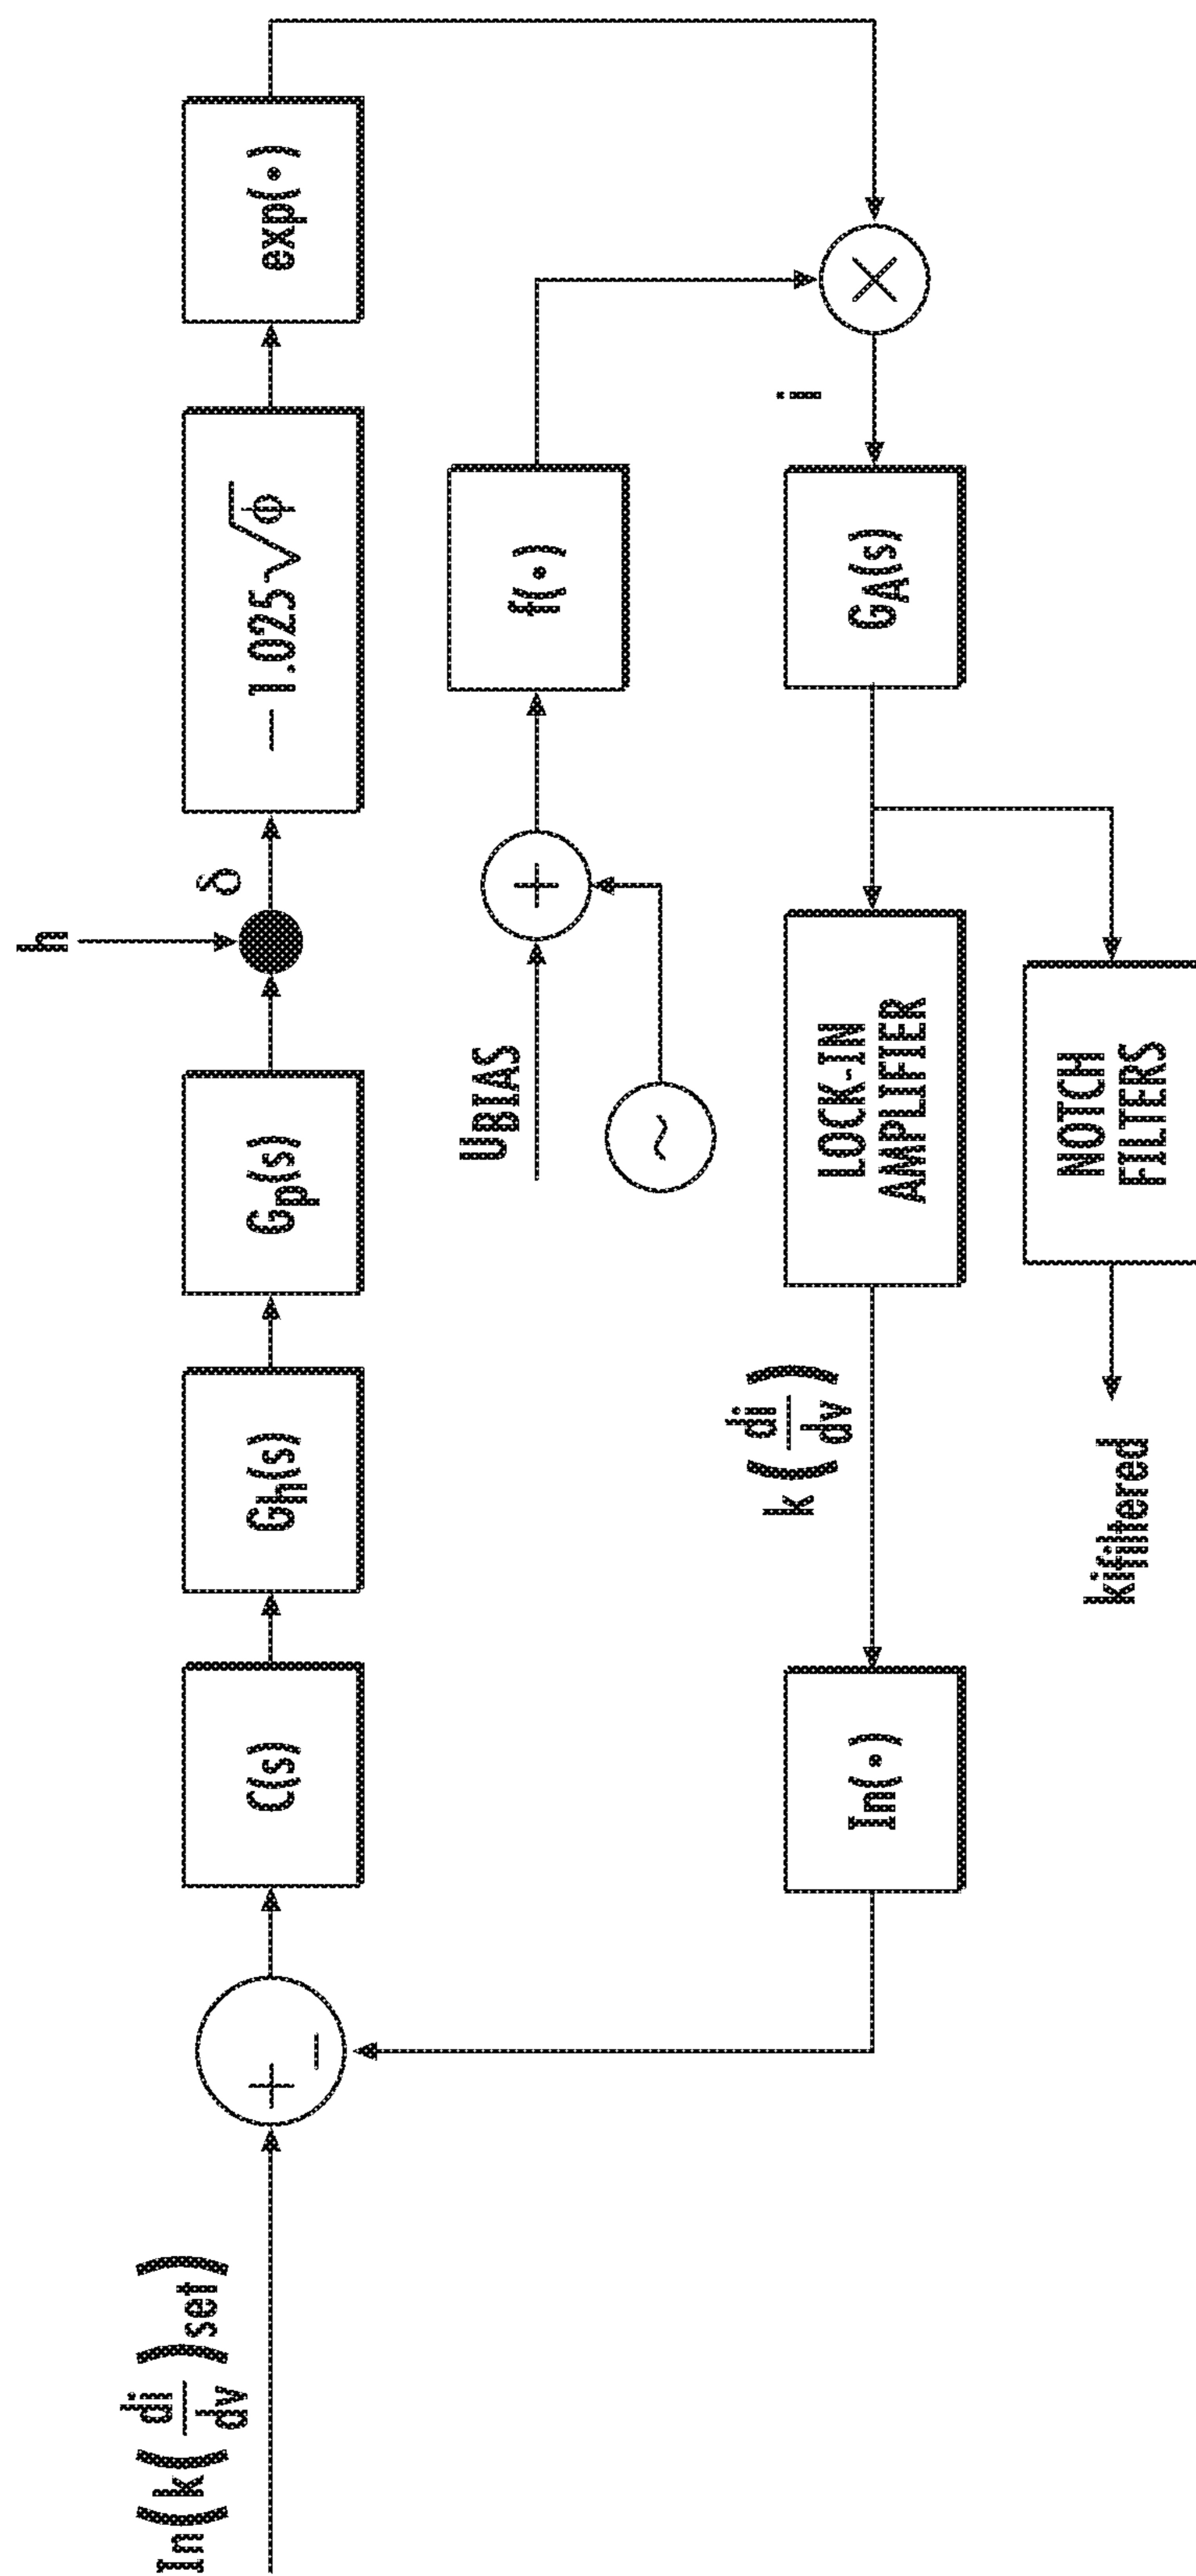 ln(k(di/dv)set)
+
−
C(s)
Gh(s)
Gp(s)
h
δ
−1.025√ϕ
exp(•)
UBIAS
~
+
f(•)
×
i
GA(s)
LOCK-IN
AMPLIFIER
k(di/dv)
ln(•)
NOTCH
FILTERS
kifiltered